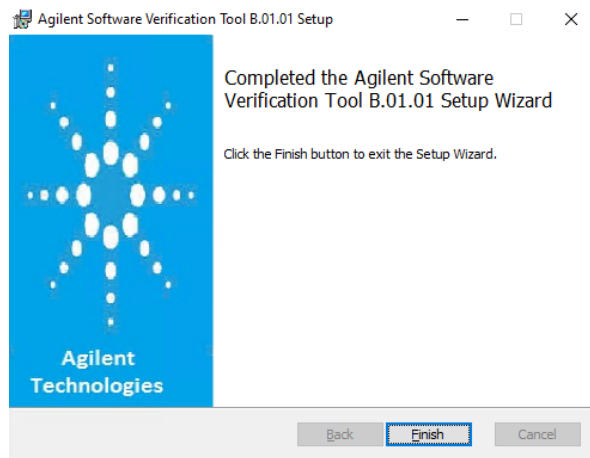 Agilent Software Verification Tool B.01.01 Setup
Completed the Agilent Software
Verification Tool B.01.01 Setup Wizard
Click the Finish button to exit the Setup Wizard.
Agilent
Technologies
Back
Finish
Cancel